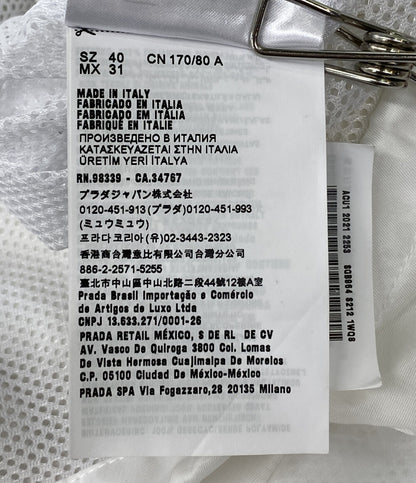 SZ 40 CN 170/80 A
MX 31
MADE IN ITALY
FABRICADO EN ITALIA
FABRICADO EM ITÁLIA
FABRIQUÉ EN ITALIE
ПРОИЗВЕДЕНО В ИТАЛИЯ
ΚΑΤΑΣΚΕΥΑΖΕΤΑΙ ΣΤΗΝ ΙΤΑΛΙΑ
ÜRETİM YERİ İTALYA
RN.98339 - CA.34767
プラダジャパン株式会社
0120-451-913 (プラダ)0120-451-993
(ミュウミュウ)
프라다코리아(유)02-3443-2323
香港商台灣意比有限公司台灣分公司
886-2-2571-5255
臺北市中山區中山北路二段44號12樓A室
Prada Brasil Importação e Comércio
de Artigos de Luxo Ltda
CNPJ 13.633.271/0001-26
PRADA RETAIL MÉXICO, S DE RL DE CV
AV. Vasco De Quiroga 3800 Col. Lomas
De Vista Hermosa Cuajimalpa De Morelos
C.P. 05100 Ciudad De México-México
PRADA SPA Via Fogazzaro,28 20135 Milano
ACU1 2021 2253